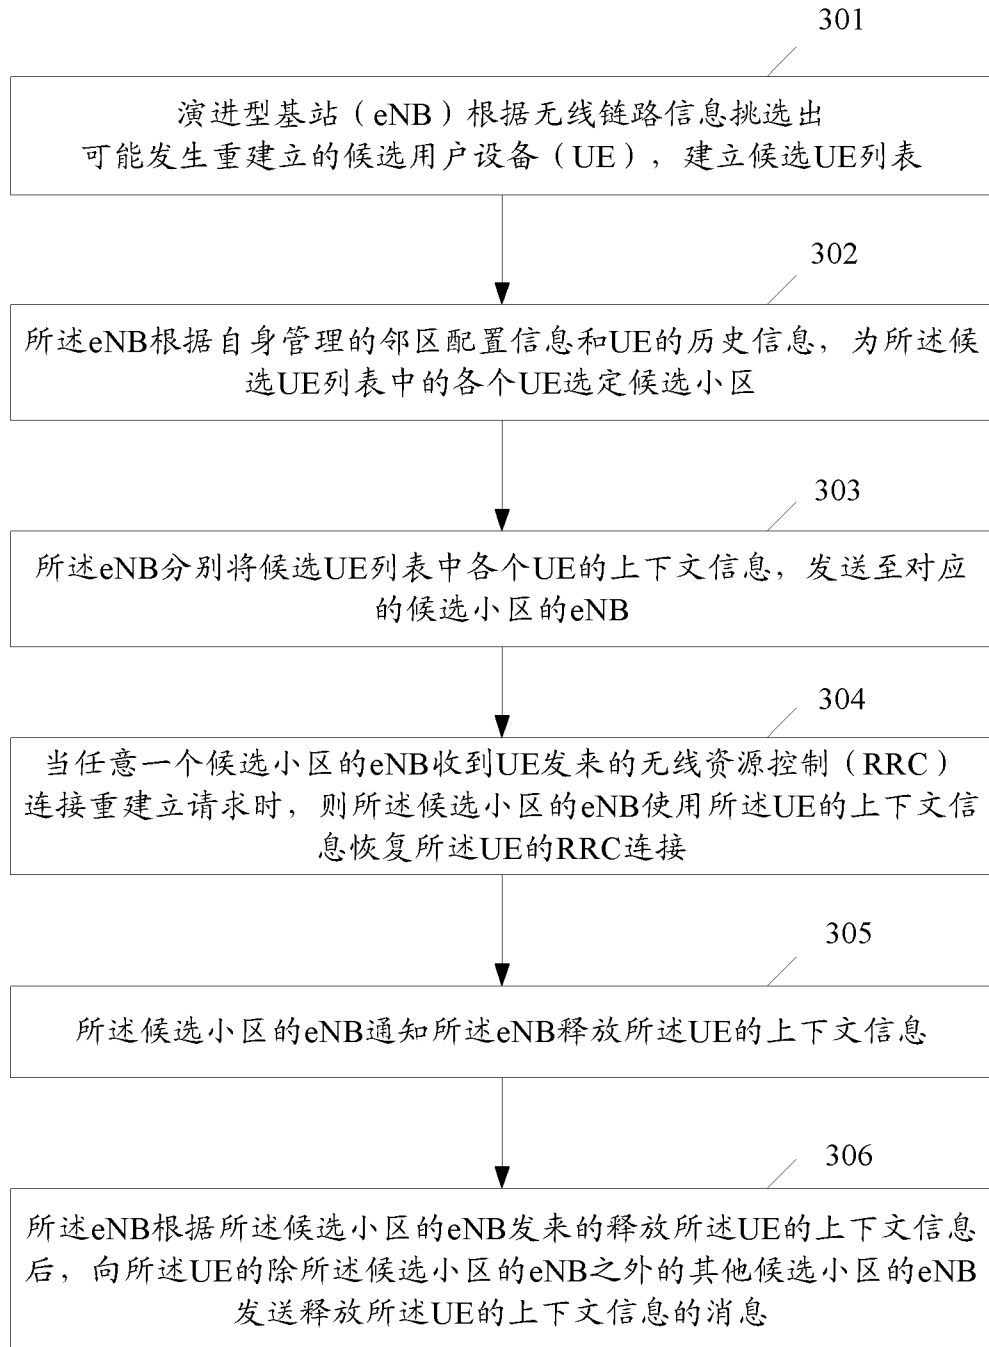 301
演进型基站（eNB）根据无线链路信息挑选出
可能发生重建立的候选用户设备（UE），建立候选UE列表
302
所述eNB根据自身管理的邻区配置信息和UE的历史信息，为所述候
选UE列表中的各个UE选定候选小区
303
所述eNB分别将候选UE列表中各个UE的上下文信息，发送至对应
的候选小区的eNB
304
当任意一个候选小区的eNB收到UE发来的无线资源控制（RRC）
连接重建立请求时，则所述候选小区的eNB使用所述UE的上下文信
息恢复所述UE的RRC连接
305
所述候选小区的eNB通知所述eNB释放所述UE的上下文信息
306
所述eNB根据所述候选小区的eNB发来的释放所述UE的上下文信息
后，向所述UE的除所述候选小区的eNB之外的其他候选小区的eNB
发送释放所述UE的上下文信息的消息